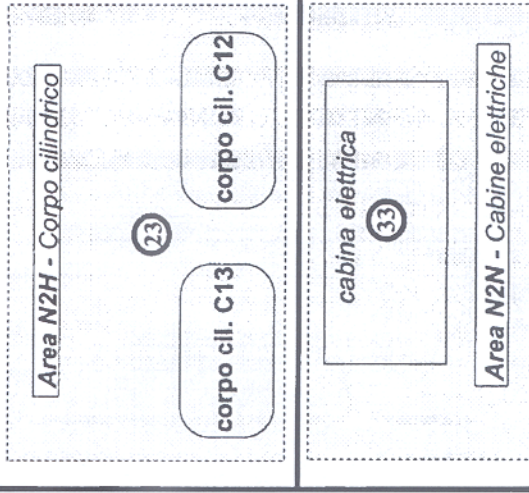 Area N2H - Corpo cilindrico
23
corpo cil. C13
corpo cil. C12
cabina elettrica
33
Area N2N - Cabine elettriche